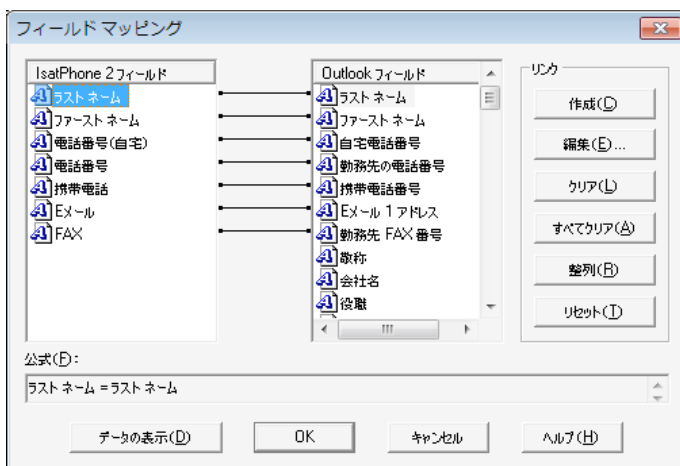 フィールド マッピング
IsatPhone 2 フィールド
ラスト ネーム
ファースト ネーム
電話番号(自宅)
電話番号
携帯電話
Eメール
FAX
Outlook フィールド
ラスト ネーム
ファースト ネーム
自宅電話番号
勤務先の電話番号
携帯電話番号
Eメール 1 アドレス
勤務先 FAX 番号
敬称
会社名
役職
リンク
作成(C)
編集(E)...
クリア(L)
すべてクリア(A)
整列(R)
リセット(T)
公式(F):
ラスト ネーム =ラスト ネーム
データの表示(D)
OK
キャンセル
ヘルプ(H)